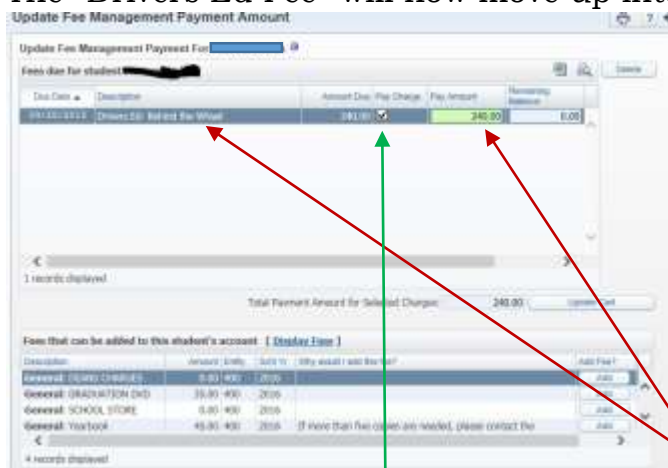 The "Drivers Ed Fee" will now move up into
Update Fee Management Payment Amount
Update Fee Management Payment For:
Fees due for student
Delete
Due Date Description Amount Due Pay Charge Pay Amount Remaining Balance
Drivers Ed: Behind the Wheel 240.00 240.00 0.00
1 records displayed
Total Payment Amount for Selected Charges: 240.00 Update Cart
Fees that can be added to this student's account [ Display Fees ]
Description Amount Entity Sch Yr Why would I add this fee? Add Fee?
General: CHARGES 0.00 400 2016 Add
General: GRADUATION DVD 400 2016 Add
General: SCHOOL STORE 0.00 400 2016 Add
General: Yearbook 400 2016 If more than five copies are needed, please contact the Add
4 records displayed